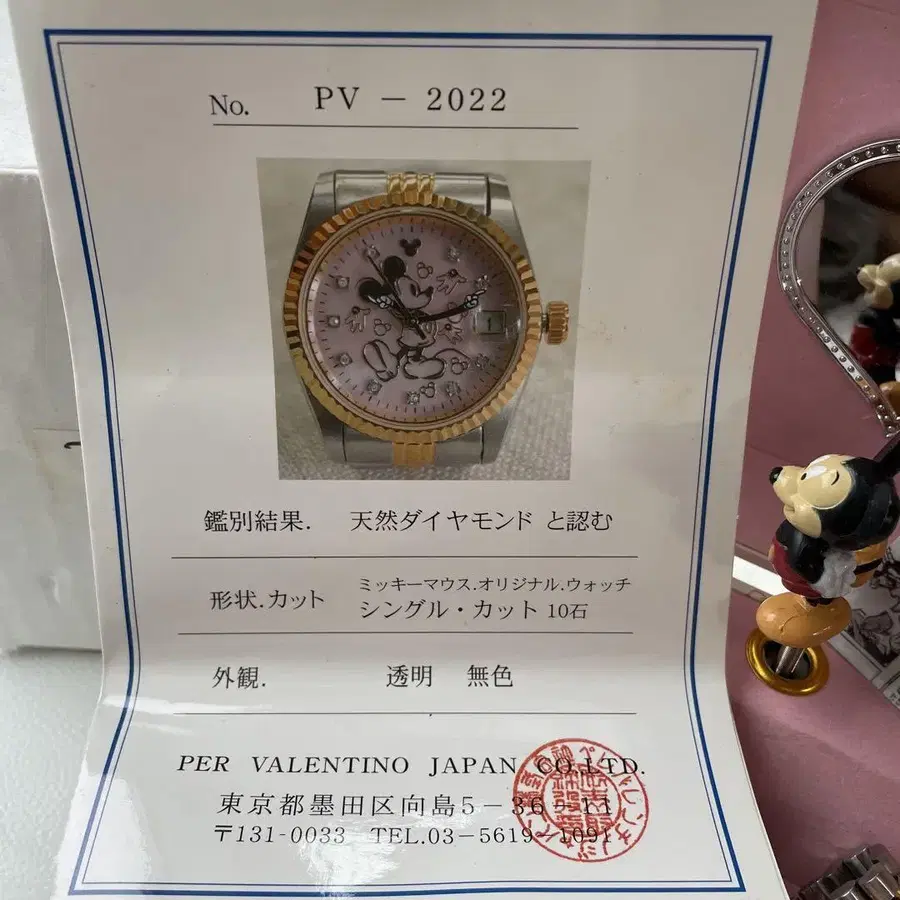 No. PV － 2022
1
鑑別結果. 天然ダイヤモンド と認む
形状.カット ミッキーマウス.オリジナル.ウォッチ
シングル・カット 10石
外観. 透明 無色
PER VALENTINO JAPAN CO.LTD.
東京都墨田区向島5－36－11
〒131-0033 TEL.03－5619－1091